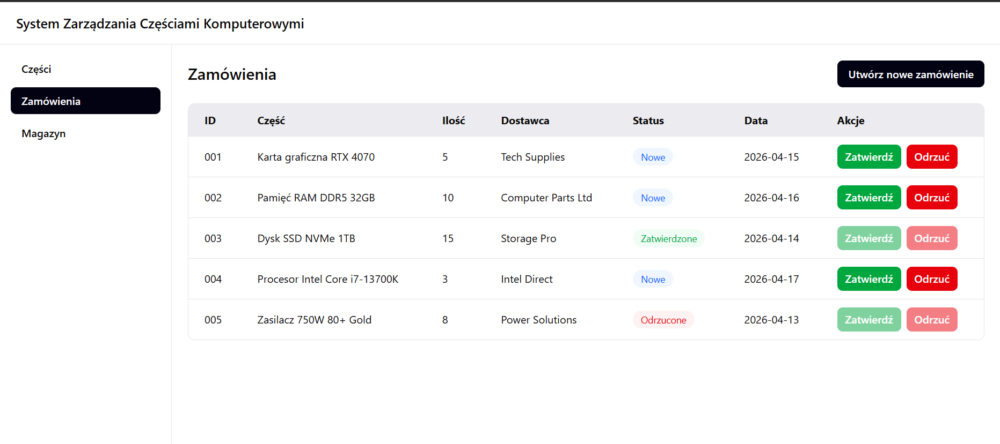 System Zarządzania Częściami Komputerowymi
Części
Zamówienia
Magazyn
Zamówienia
Utwórz nowe zamówienie
ID Część Ilość Dostawca Status Data Akcje
001 Karta graficzna RTX 4070 5 Tech Supplies Nowe 2026-04-15 Zatwierdź Odrzuć
002 Pamięć RAM DDR5 32GB 10 Computer Parts Ltd Nowe 2026-04-16 Zatwierdź Odrzuć
003 Dysk SSD NVMe 1TB 15 Storage Pro Zatwierdzone 2026-04-14 Zatwierdź Odrzuć
004 Procesor Intel Core i7-13700K 3 Intel Direct Nowe 2026-04-17 Zatwierdź Odrzuć
005 Zasilacz 750W 80+ Gold 8 Power Solutions Odrzucone 2026-04-13 Zatwierdź Odrzuć